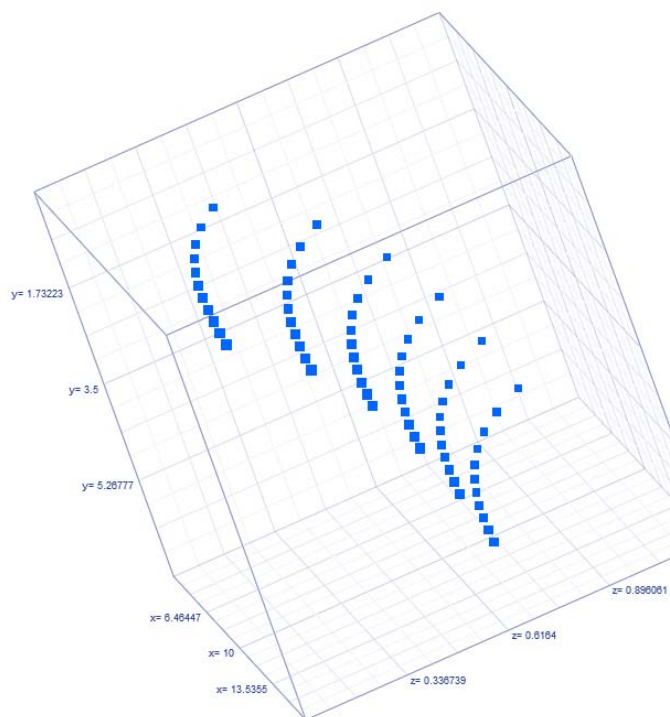 y= 1.73223
y= 3.5
y= 5.26777
x= 6.46447
x= 10
x= 13.5355
z= 0.336739
z= 0.6164
z= 0.896061